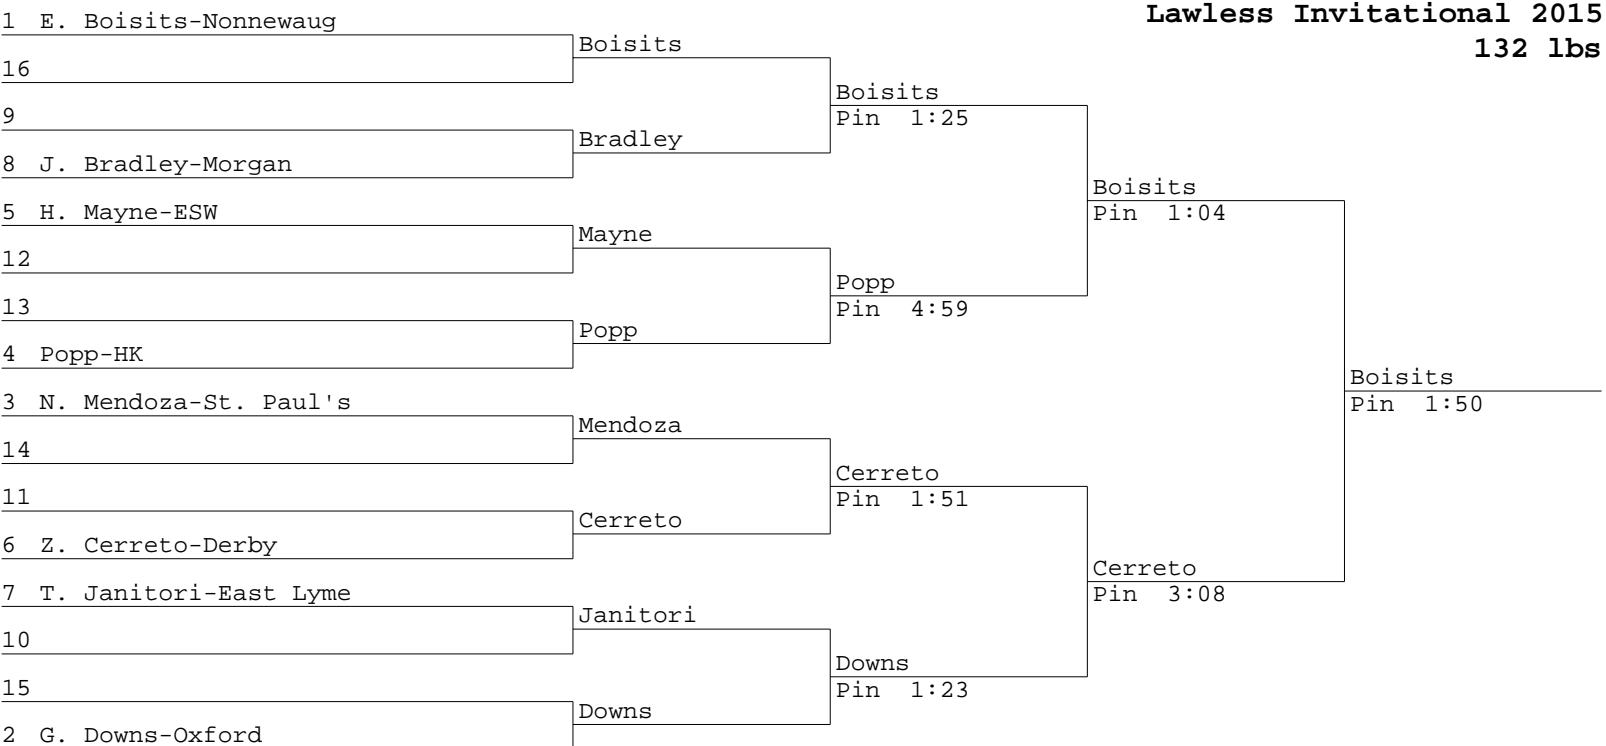 Lawless Invitational 2015
132 lbs
1 E. Boisits-Nonnewaug
16
9
8 J. Bradley-Morgan
5 H. Mayne-ESW
12
13
4 Popp-HK
3 N. Mendoza-St. Paul's
14
11
6 Z. Cerreto-Derby
7 T. Janitori-East Lyme
10
15
2 G. Downs-Oxford
Boisits
Bradley
Mayne
Popp
Mendoza
Cerreto
Janitori
Downs
Boisits
Pin 1:25
Popp
Pin 4:59
Cerreto
Pin 1:51
Downs
Pin 1:23
Boisits
Pin 1:04
Cerreto
Pin 3:08
Boisits
Pin 1:50